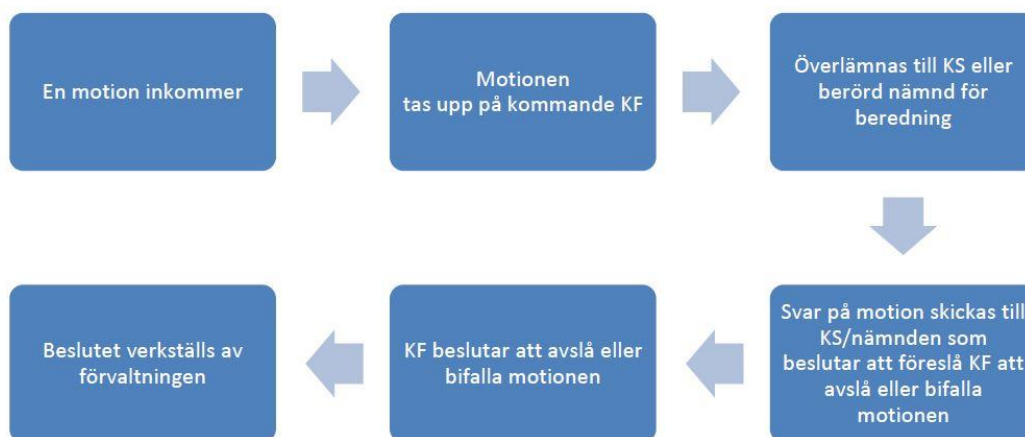 En motion inkommer
Motionen
tas upp på kommande KF
Överlämnas till KS eller
berörd nämnd för
beredning
Svar på motion skickas till
KS/nämnden som
beslutar att föreslå KF att
avslå eller bifalla
motionen
KF beslutar att avslå eller
bifalla motionen
Beslutet verkställs av
förvaltningen